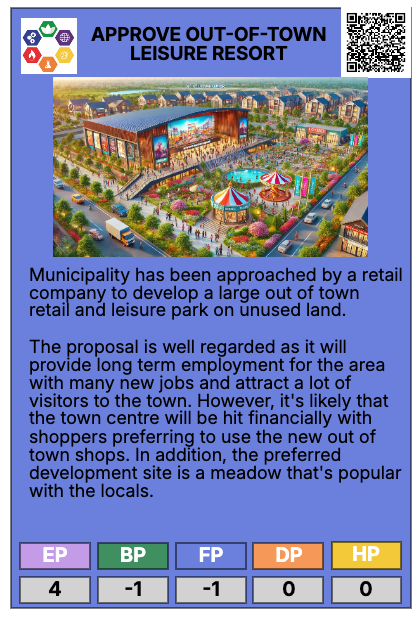 APPROVE OUT-OF-TOWN
LEISURE RESORT
Municipality has been approached by a retail
company to develop a large out of town
retail and leisure park on unused land.
The proposal is well regarded as it will
provide long term employment for the area
with many new jobs and attract a lot of
visitors to the town. However, it's likely that
the town centre will be hit financially with
shoppers preferring to use the new out of
town shops. In addition, the preferred
development site is a meadow that's popular
with the locals.
EP BP FP DP HP
4 -1 -1 0 0